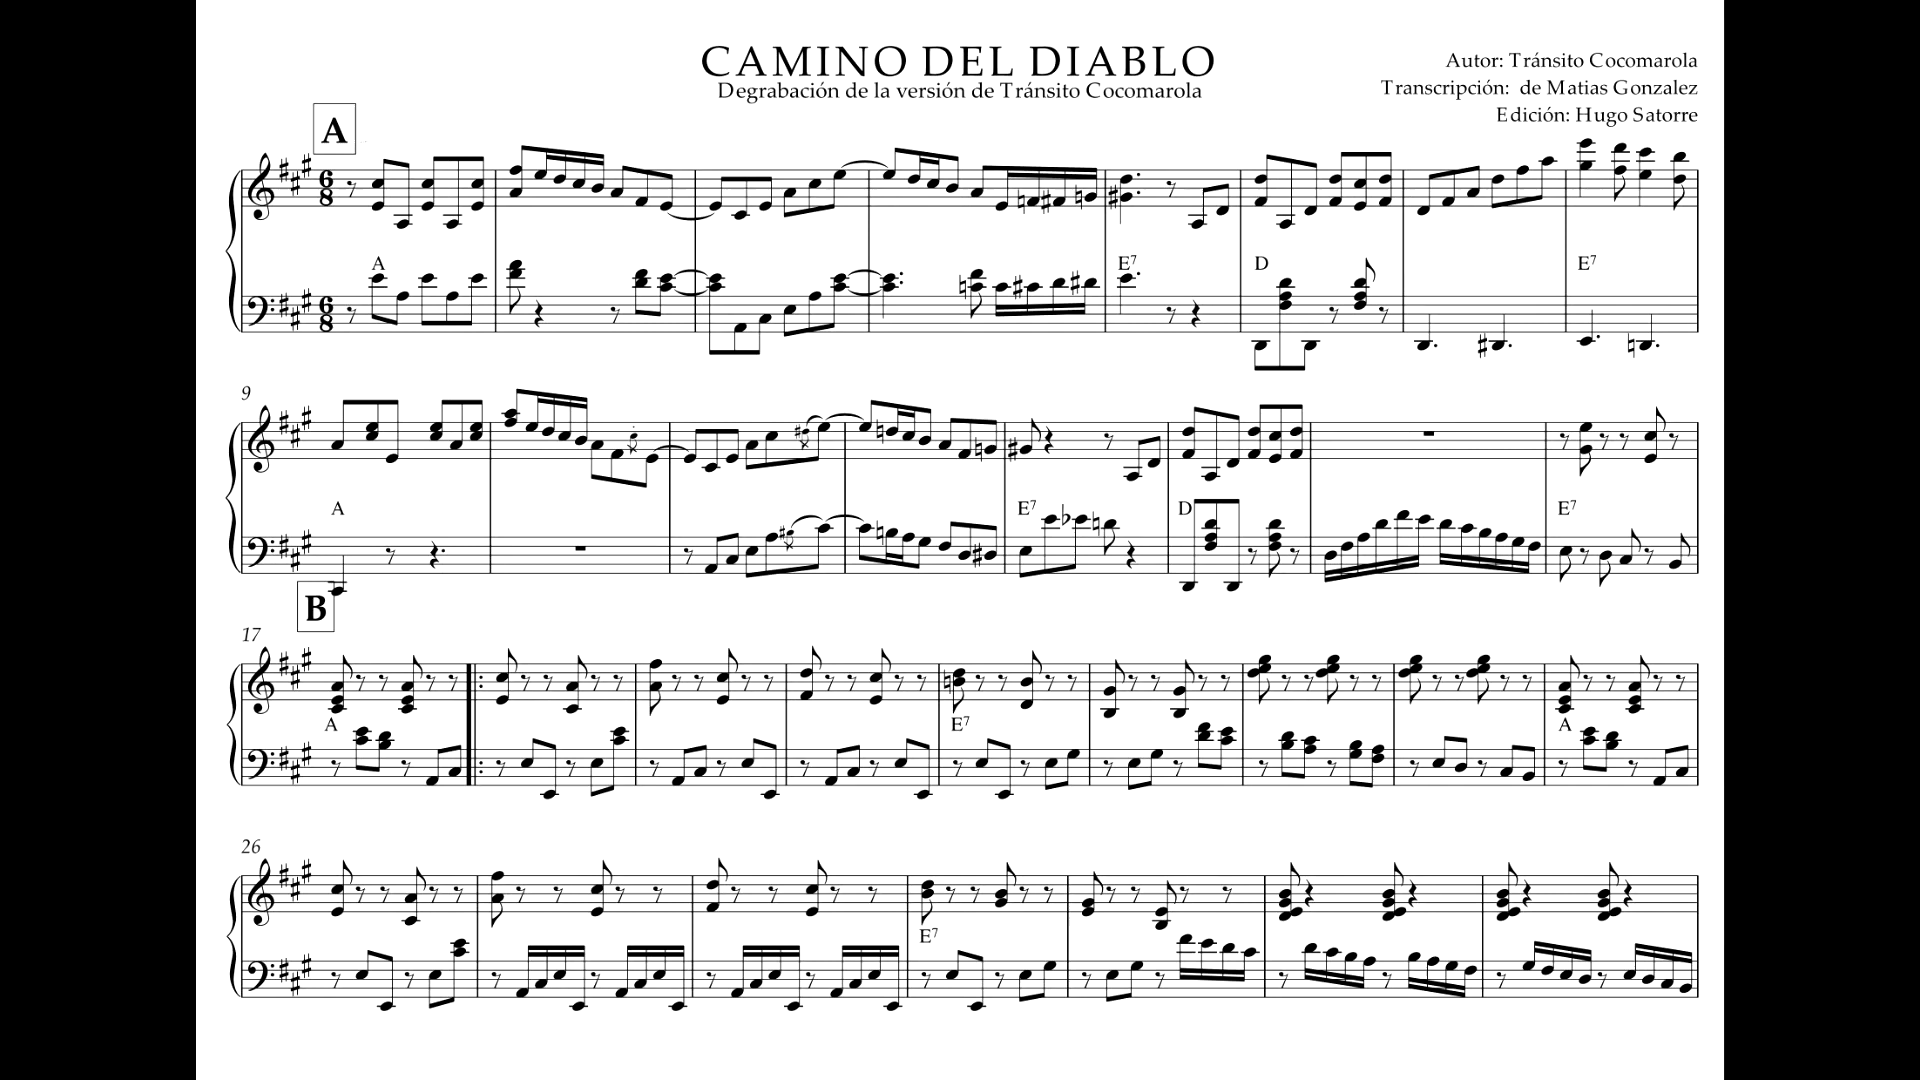 CAMINO DEL DIABLO
Degrabación de la versión de Tránsito Cocomarola
Autor: Tránsito Cocomarola
Transcripción: de Matias Gonzalez
Edición: Hugo Satorre
A
6 8
6 8
A E7 D E7
9
A E7 D E7
B
17
A E7 A
26
E7